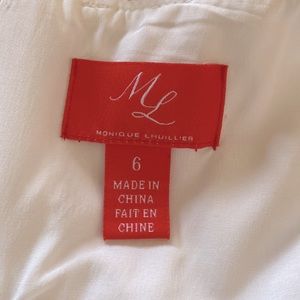 ML
MONIQUE LHUILLIER
6
MADE IN
CHINA
FAIT EN
CHINE